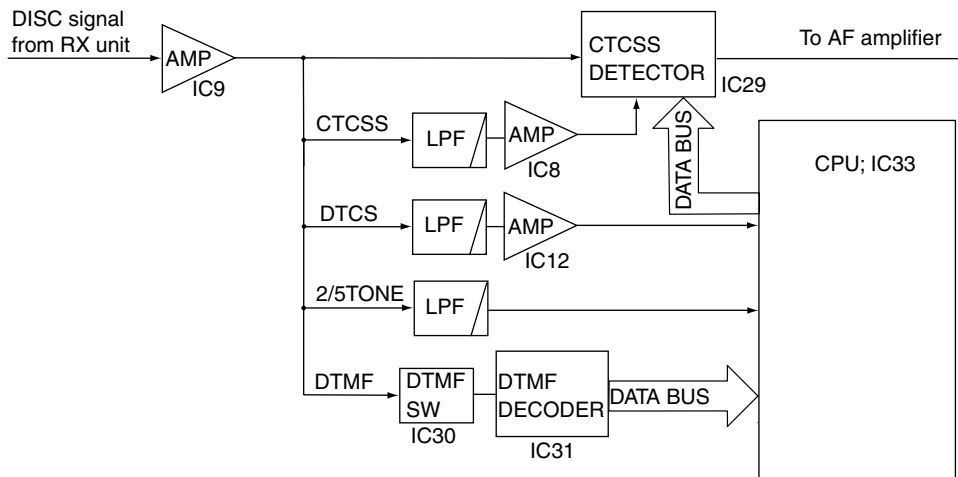 DISC signal
from RX unit
AMP
IC9
CTCSS
DETECTOR
IC29
To AF amplifier
CTCSS
LPF
AMP
IC8
DATA BUS
CPU; IC33
DTCS
LPF
AMP
IC12
2/5TONE
LPF
DTMF
DTMF
SW
IC30
DTMF
DECODER
IC31
DATA BUS